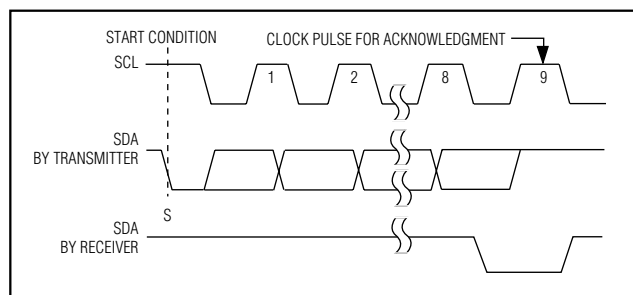 START CONDITION
CLOCK PULSE FOR ACKNOWLEDGMENT
SCL
1
2
8
9
SDA
BY TRANSMITTER
S
SDA
BY RECEIVER